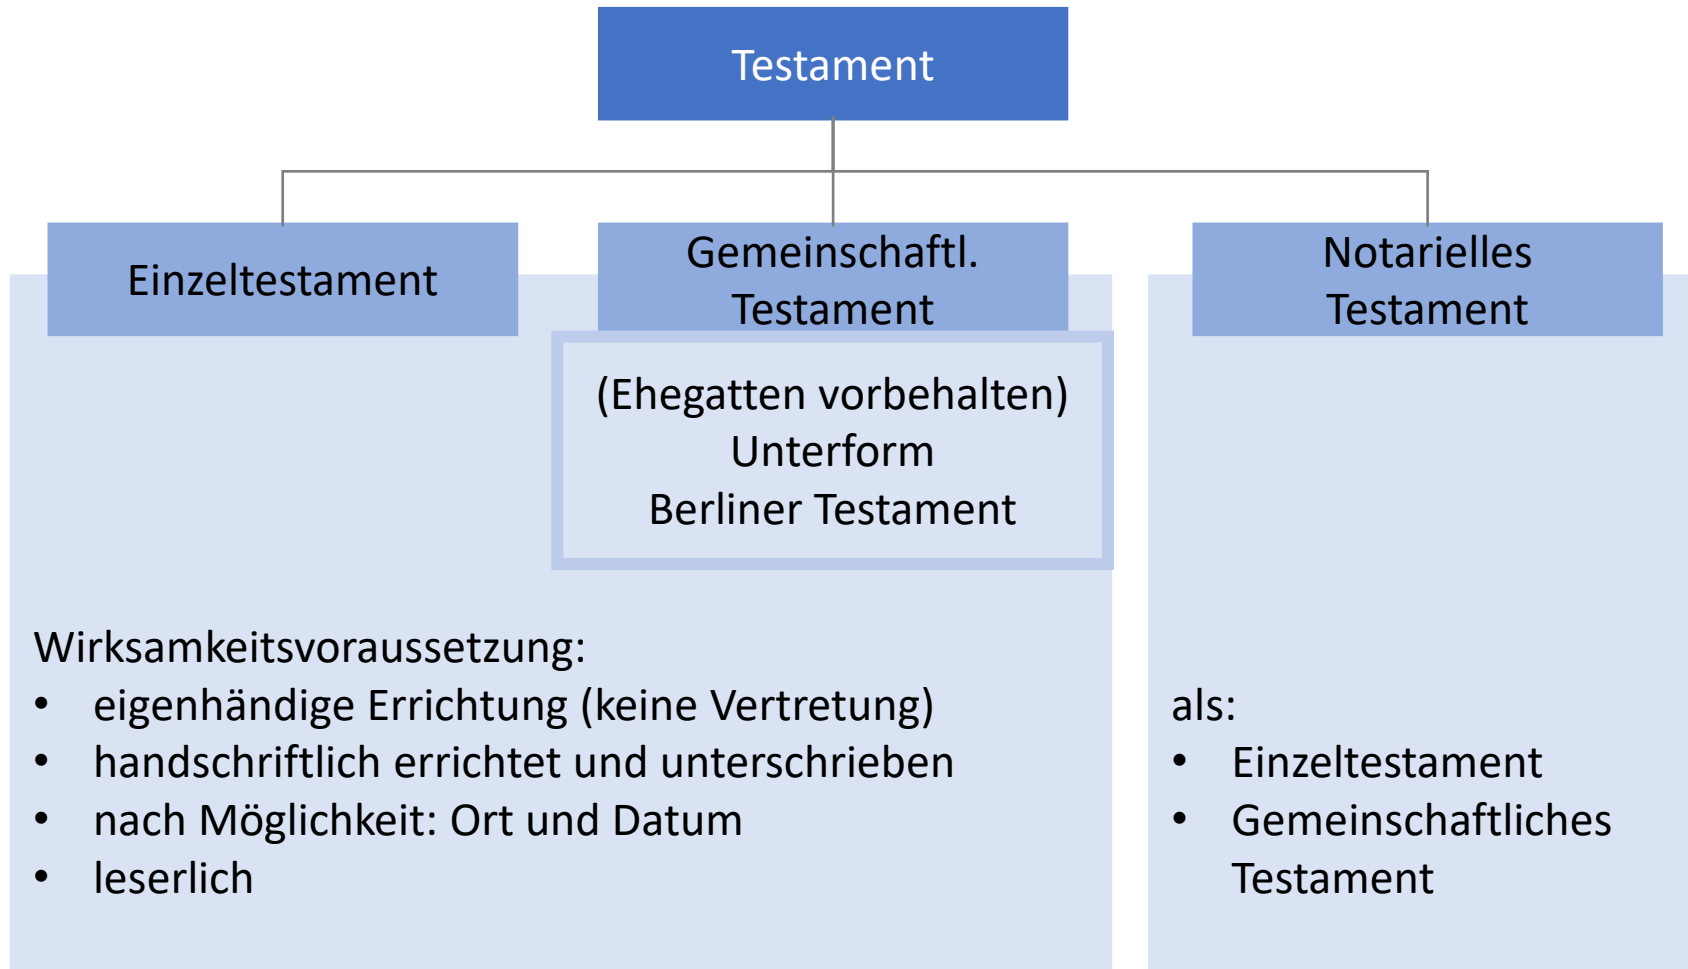 Testament
Einzeltestament
Gemeinschaftl.
Testament
(Ehegatten vorbehalten)
Unterform
Berliner Testament
Notarielles
Testament
Wirksamkeitsvoraussetzung:
• eigenhändige Errichtung (keine Vertretung)
• handschriftlich errichtet und unterschrieben
• nach Möglichkeit: Ort und Datum
• leserlich
als:
• Einzeltestament
• Gemeinschaftliches
Testament